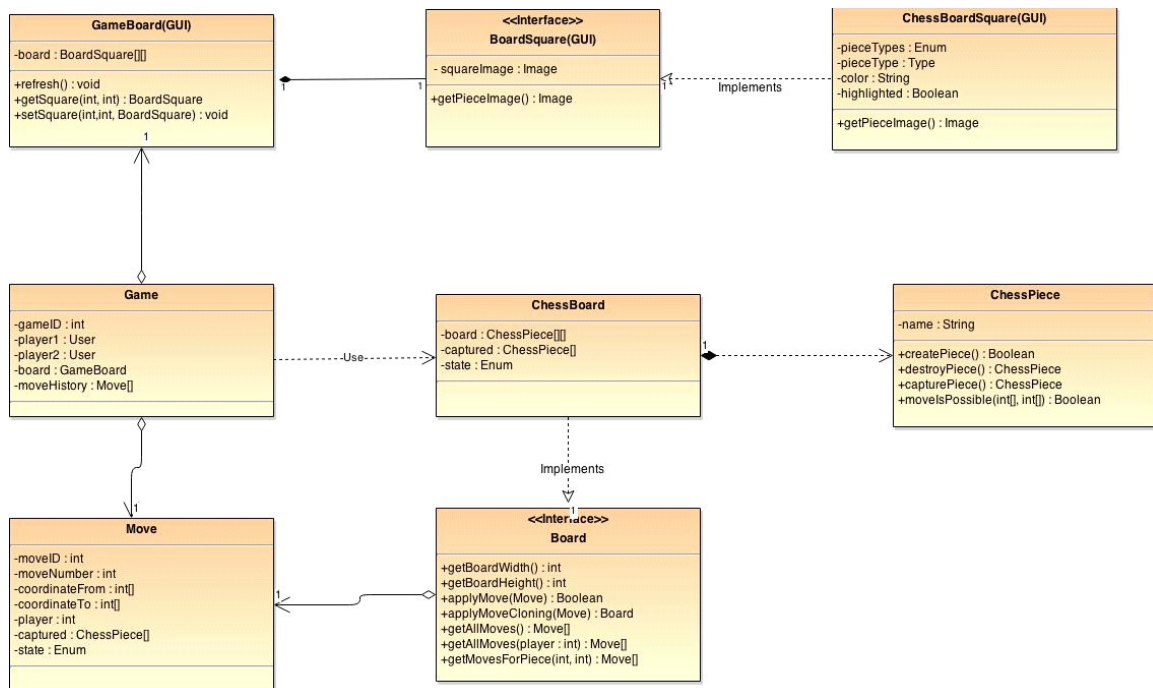 GameBoard(GUI)
-board : BoardSquare[][]
+refresh() : void
+getSquare(int, int) : BoardSquare
+setSquare(int,int, BoardSquare) : void
1
1
1
<<Interface>>
BoardSquare(GUI)
- squareImage : Image
+getPieceImage() : Image
1
Implements
ChessBoardSquare(GUI)
-pieceTypes : Enum
-pieceType : Type
-color : String
-highlighted : Boolean
+getPieceImage() : Image
Game
-gameID : int
-player1 : User
-player2 : User
-board : GameBoard
-moveHistory : Move[]
Use
ChessBoard
-board : ChessPiece[][]
-captured : ChessPiece[]
-state : Enum
1
ChessPiece
-name : String
+createPiece() : Boolean
+destroyPiece() : ChessPiece
+capturePiece() : ChessPiece
+moveIsPossible(int[], int[]) : Boolean
Implements
1
1
Move
-moveID : int
-moveNumber : int
-coordinateFrom : int[]
-coordinateTo : int[]
-player : int
-captured : ChessPiece[]
-state : Enum
1
<<Interface>>
Board
+getBoardWidth() : int
+getBoardHeight() : int
+applyMove(Move) : Boolean
+applyMoveCloning(Move) : Board
+getAllMoves() : Move[]
+getAllMoves(player : int) : Move[]
+getMovesForPiece(int, int) : Move[]